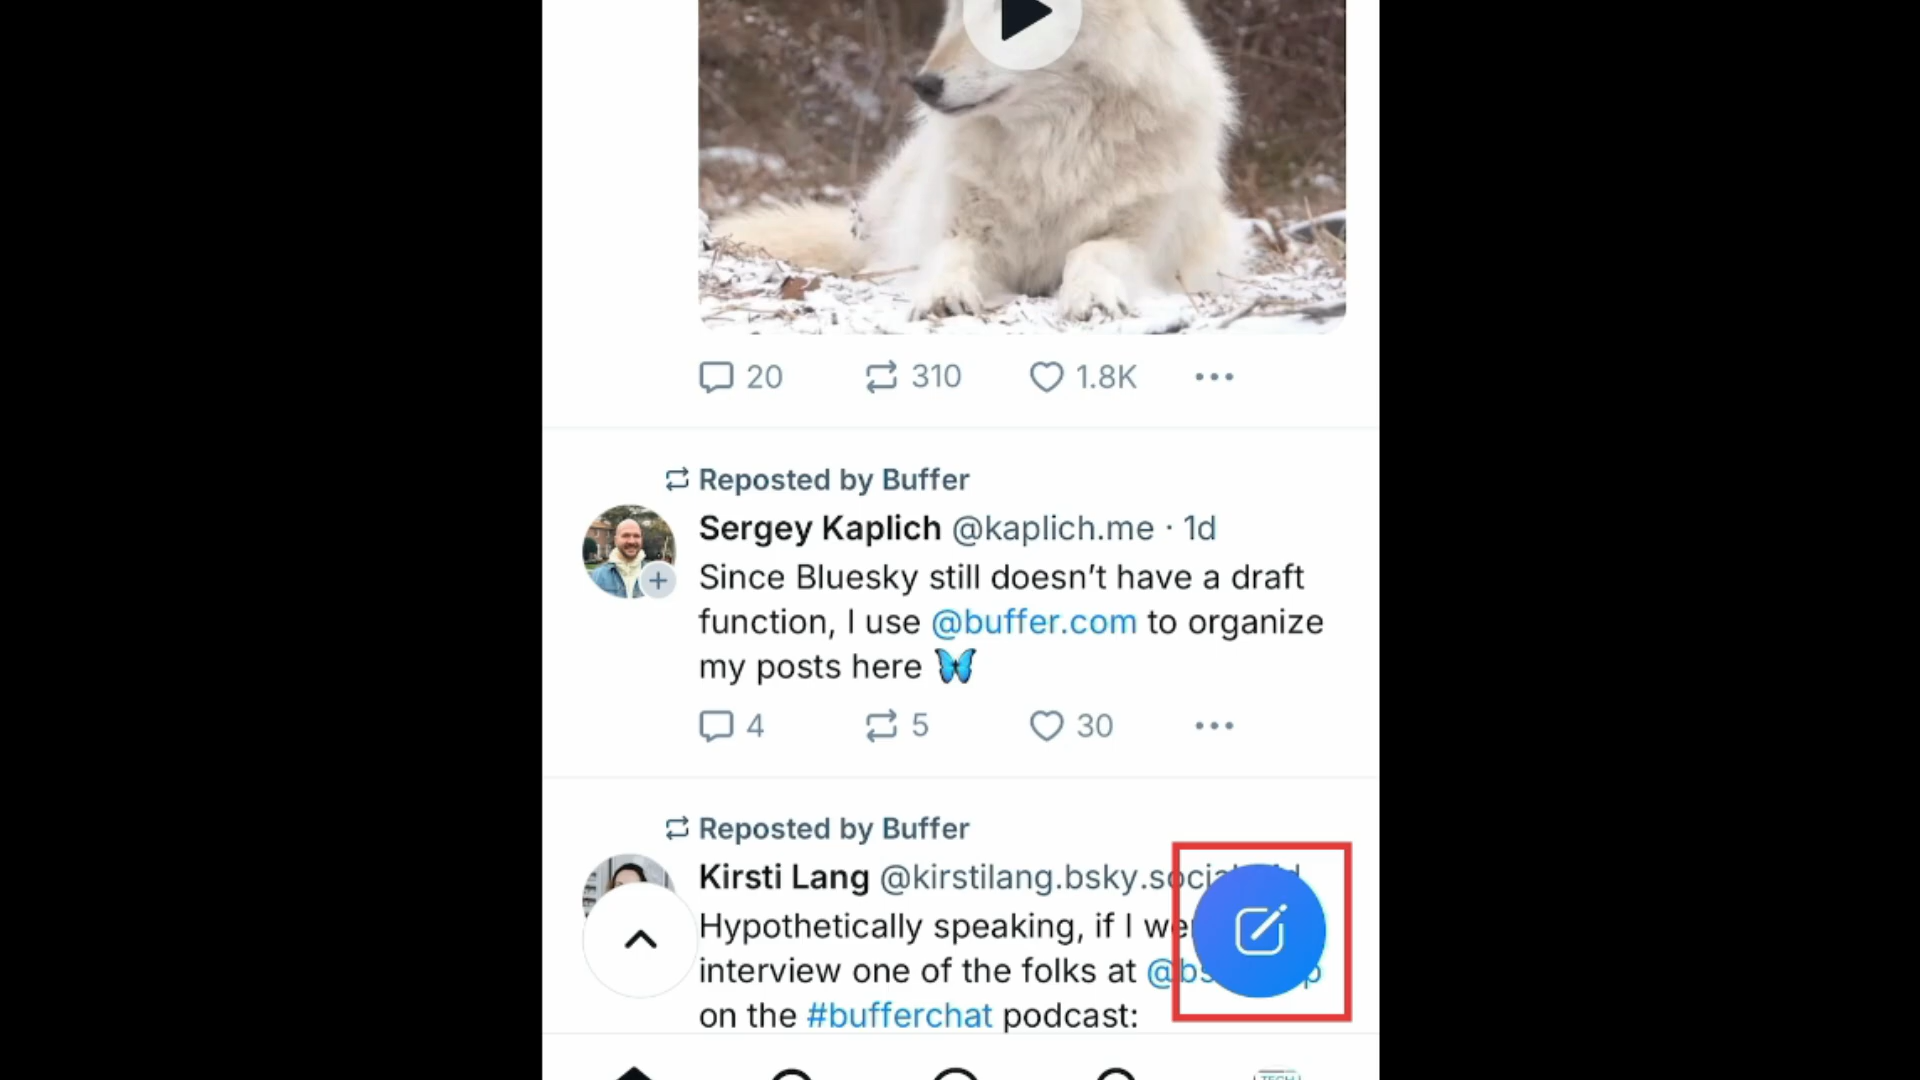 20 310 1.8K
Reposted by Buffer
Sergey Kaplich @kaplich.me · 1d
Since Bluesky still doesn't have a draft
function, I use @buffer.com to organize
my posts here 🦋
4 5 30
Reposted by Buffer
Kirsti Lang @kirstilang.bsky.social
Hypothetically speaking, if I
interview one of the folks at
on the #bufferchat podcast:
TECH